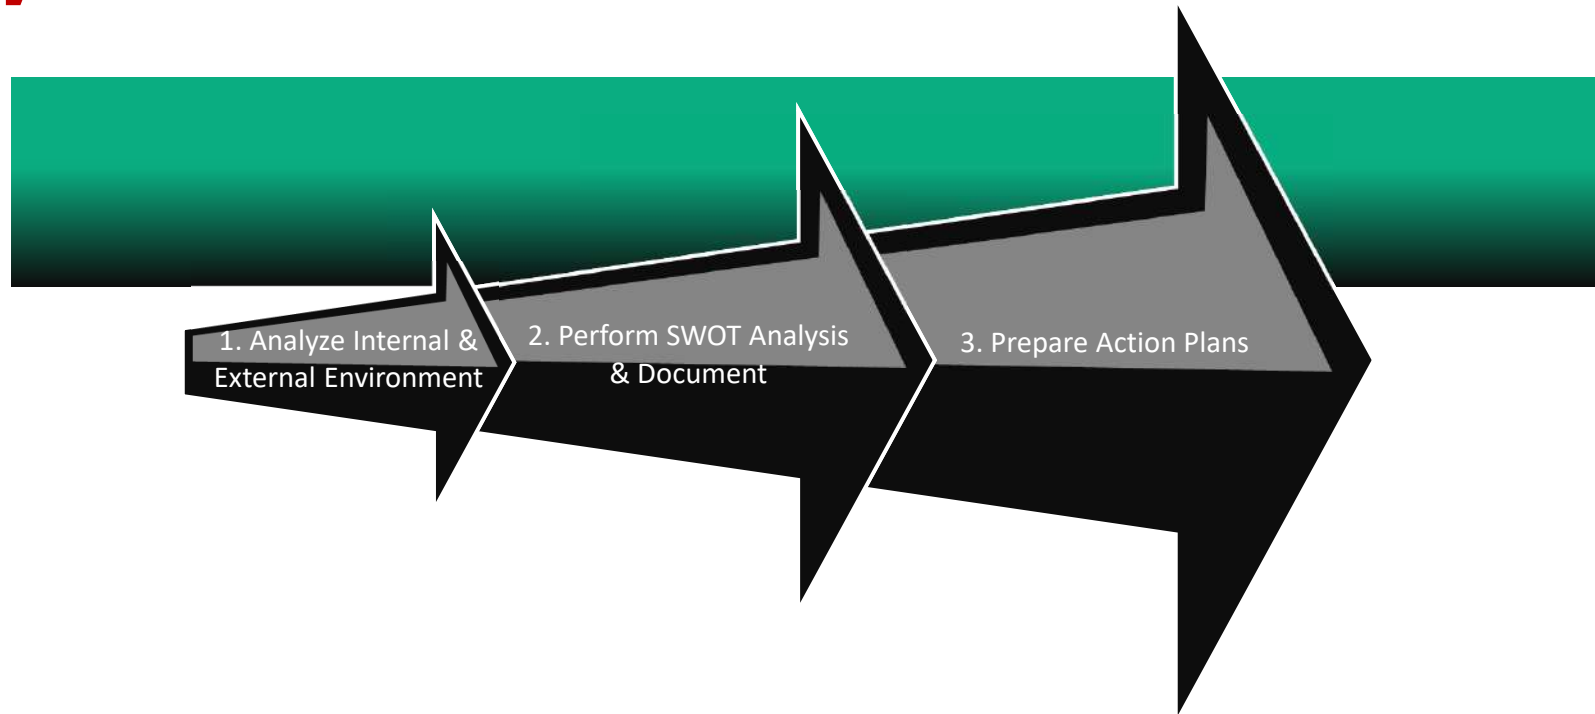 1. Analyze Internal &
External Environment
2. Perform SWOT Analysis
& Document
3. Prepare Action Plans